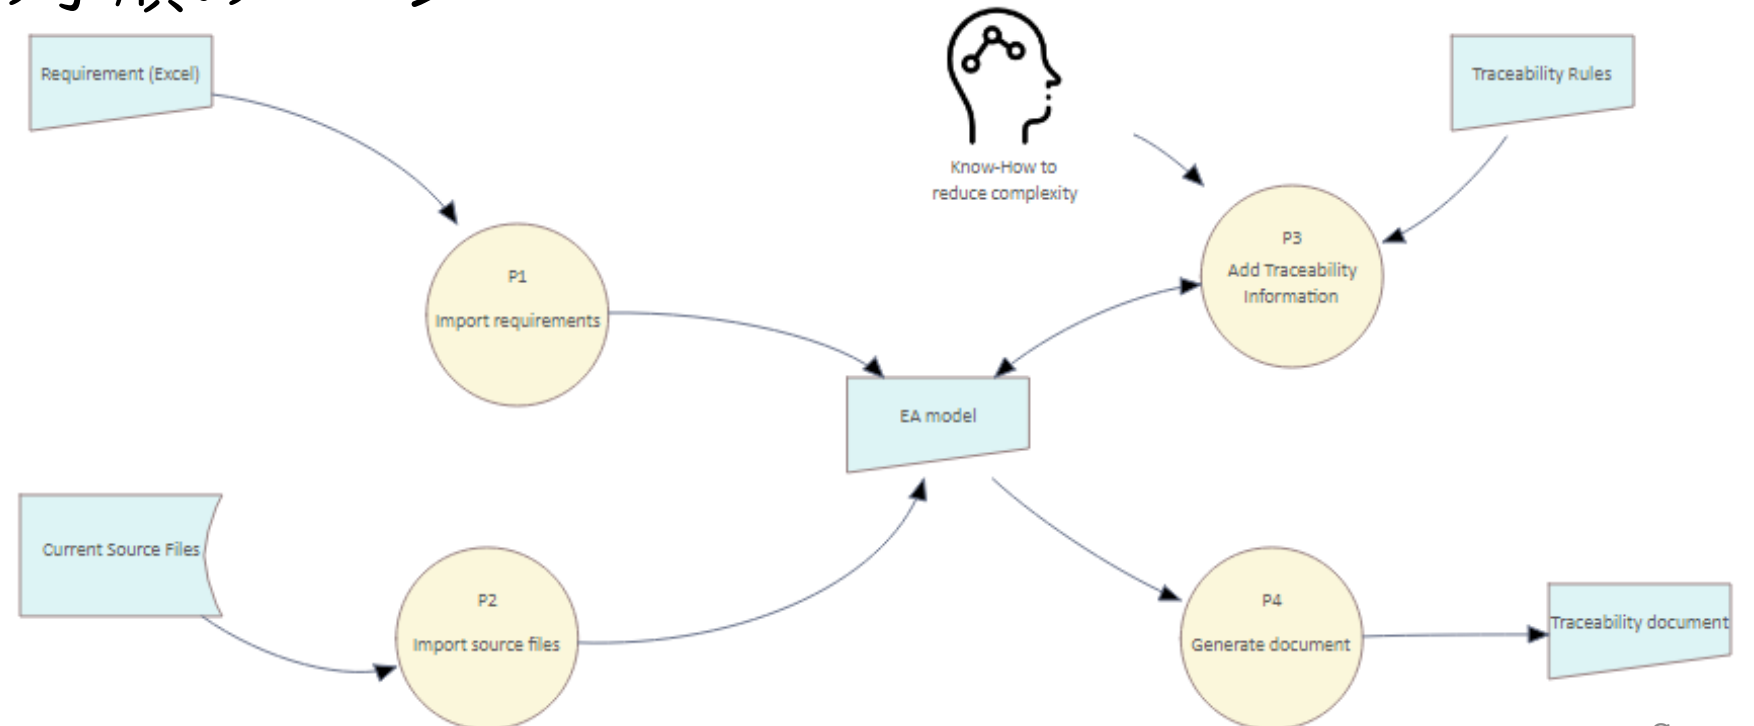 Requirement (Excel)
Know-How to
reduce complexity
Traceability Rules
P1
Import requirements
P3
Add Traceability
Information
EA model
Current Source Files
P2
Import source files
P4
Generate document
Traceability document